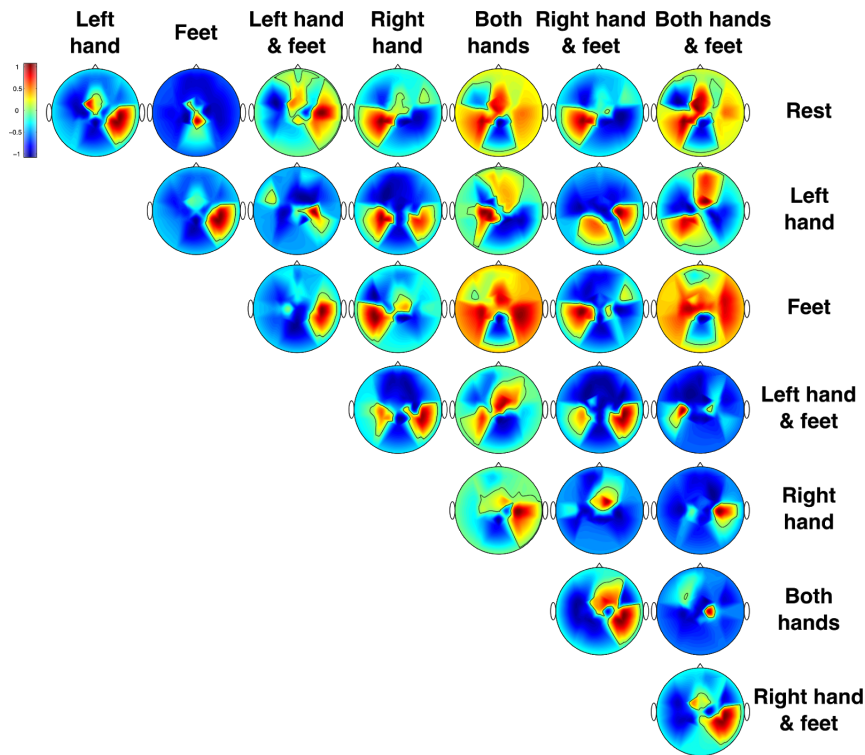 Left hand
Feet
Left hand & feet
Right hand
Both hands
Right hand & feet
Both hands & feet
1
0.5
0
−0.5
−1
Rest
Left
hand
Feet
Left hand
& feet
Right
hand
Both
hands
Right hand
& feet